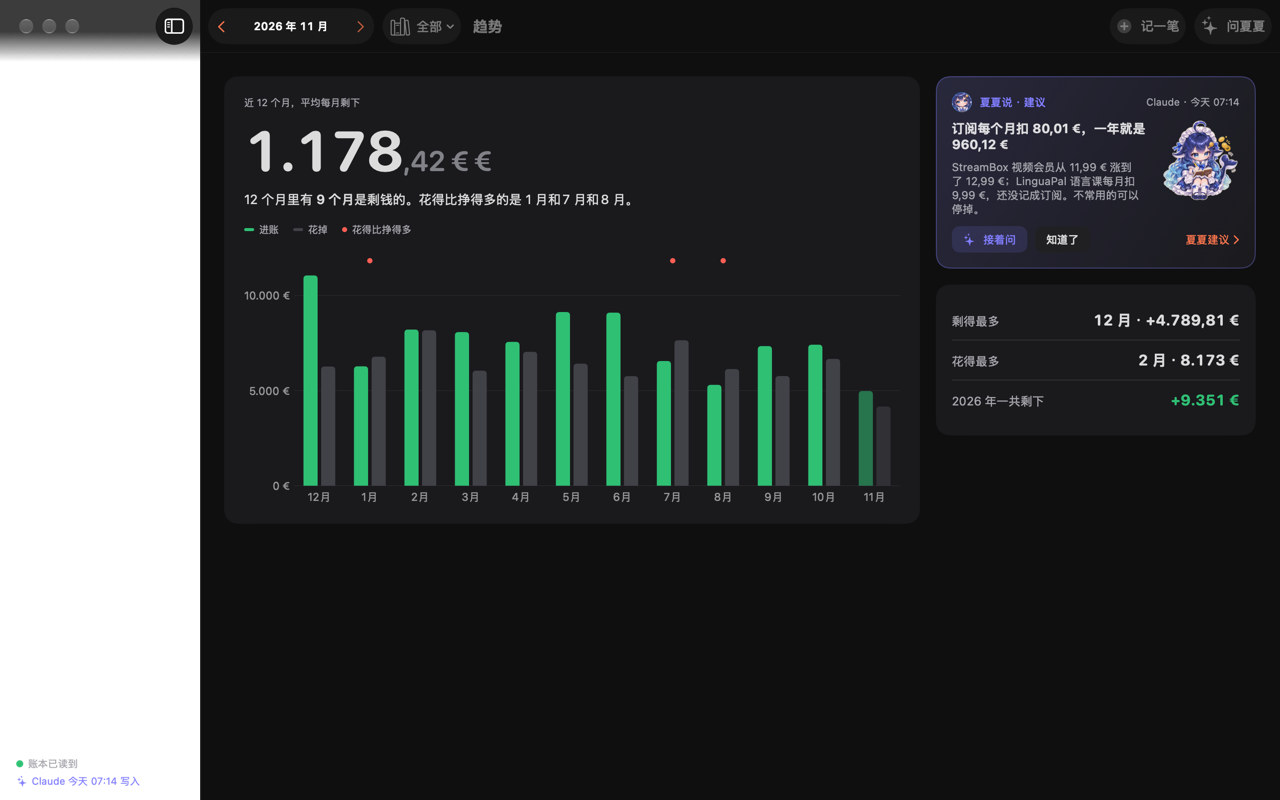 2026 年 11 月
全部
趋势
记一笔
问夏夏
近 12 个月，平均每月剩下
1.178,42 € €
12 个月里有 9 个月是剩钱的。花得比挣得多的是 1 月和7 月和8 月。
进账
花掉
花得比挣得多
10.000 €
5.000 €
0 €
12月
1月
2月
3月
4月
5月
6月
7月
8月
9月
10月
11月
夏夏说 · 建议
Claude · 今天 07:14
订阅每个月扣 80,01 €，一年就是
960,12 €
StreamBox 视频会员从 11,99 € 涨到
了 12,99 €；LinguaPal 语言课每月扣
9,99 €，还没记成订阅。不常用的可以
停掉。
接着问
知道了
夏夏建议
剩得最多
12 月 · +4.789,81 €
花得最多
2 月 · 8.173 €
2026 年一共剩下
+9.351 €
账本已读到
Claude 今天 07:14 写入